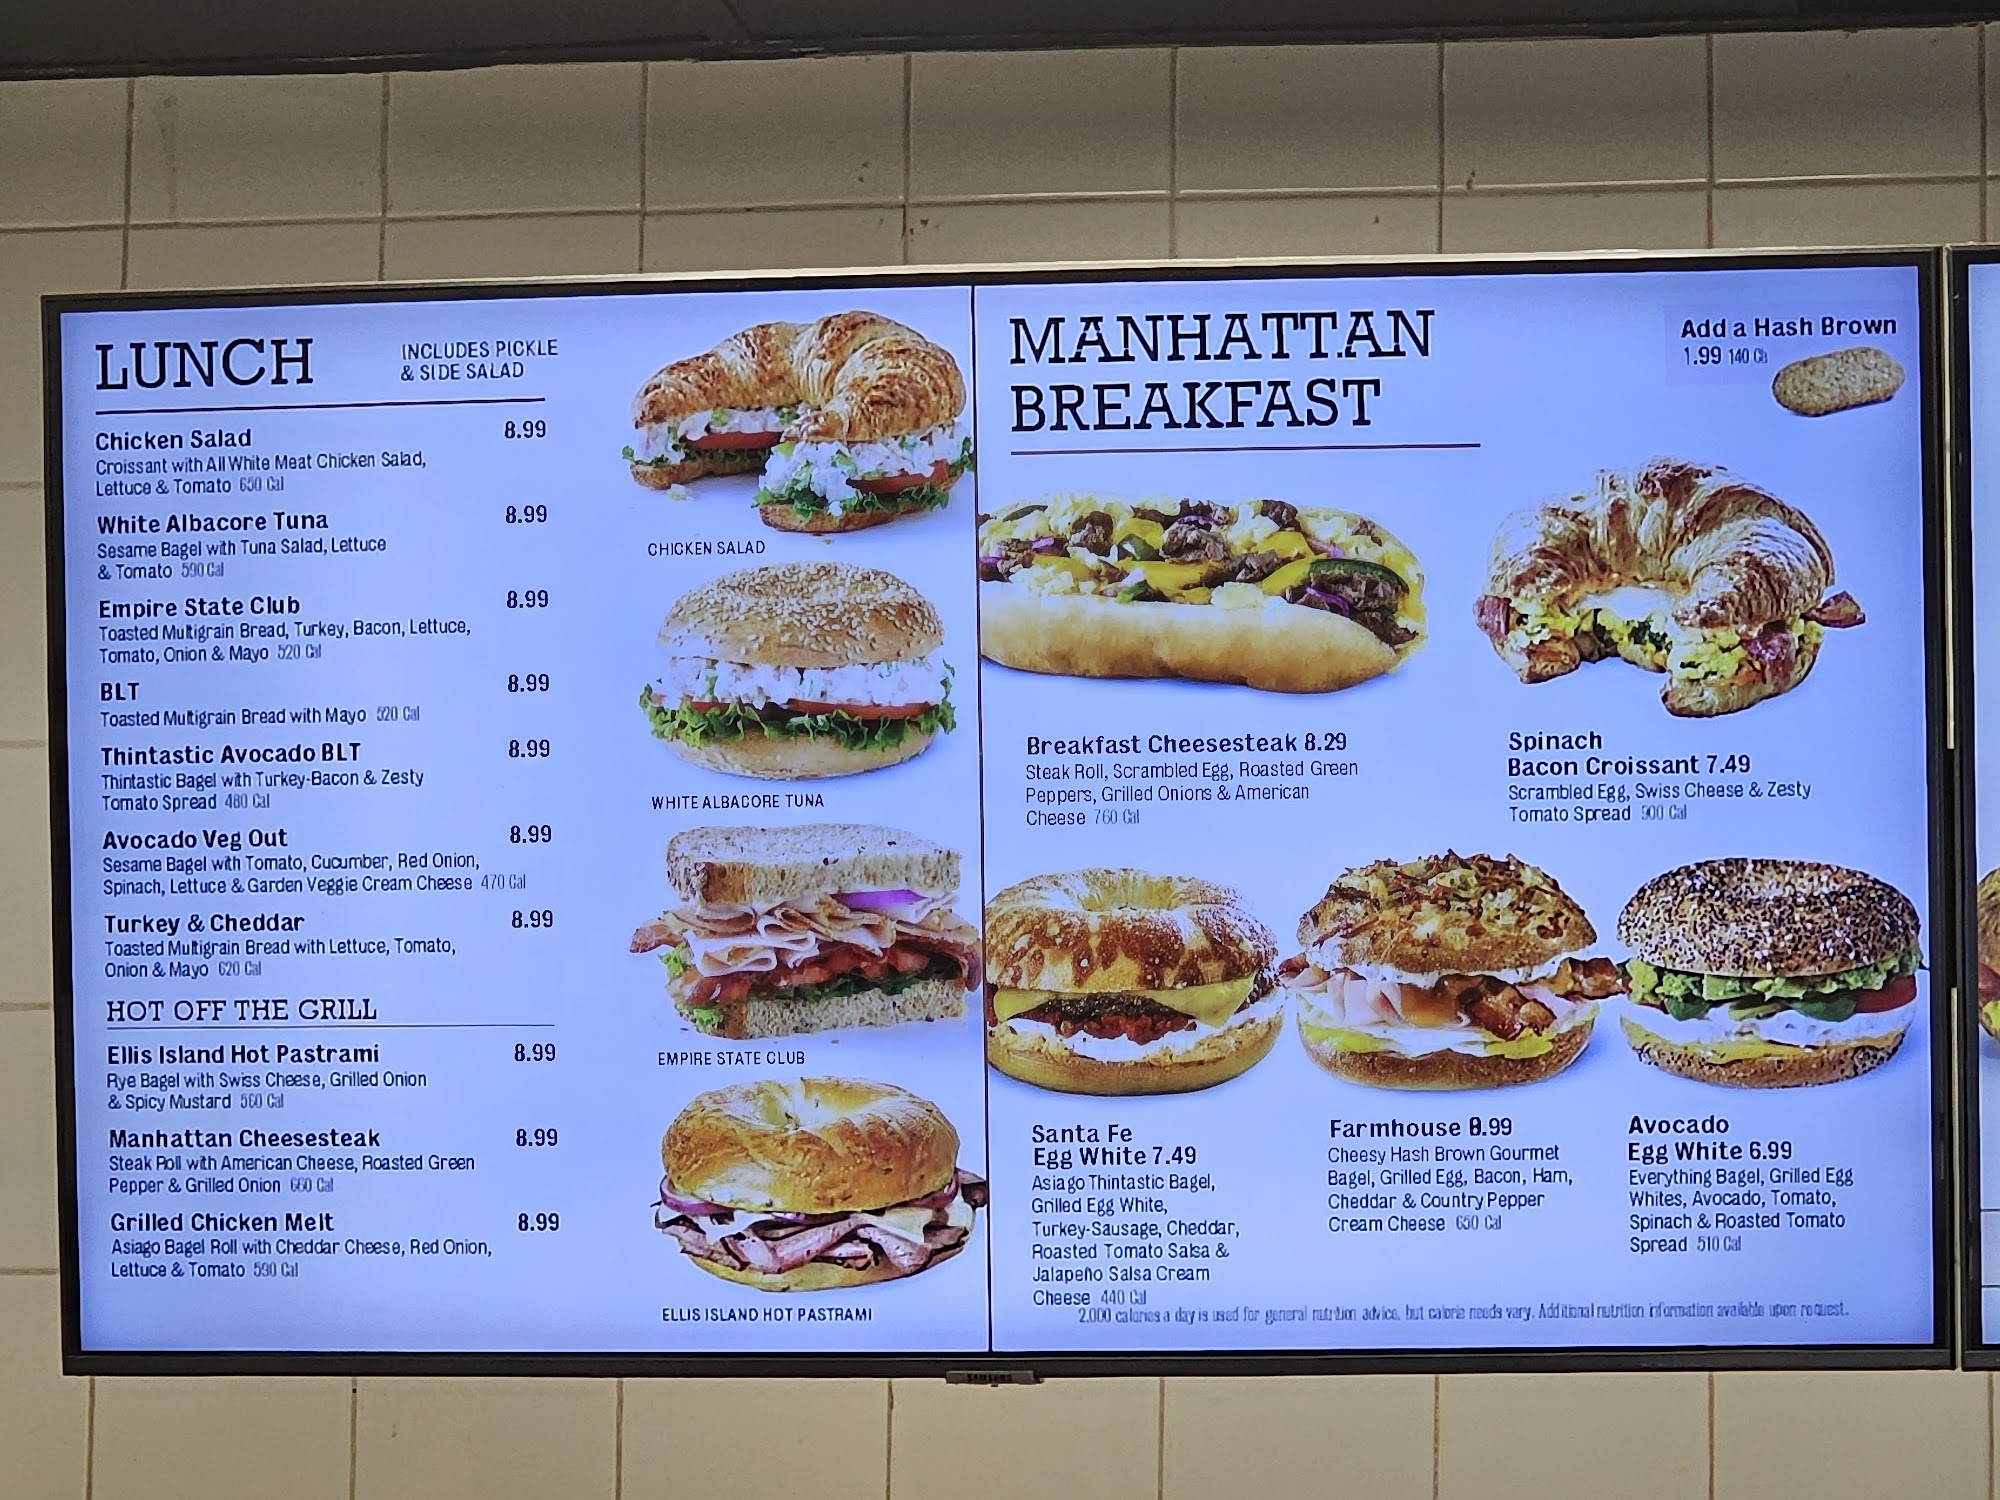 LUNCH
INCLUDES PICKLE
& SIDE SALAD
Chicken Salad 8.99
Croissant with All White Meat Chicken Salad,
Lettuce & Tomato 650 Cal
White Albacore Tuna 8.99
Sesame Bagel with Tuna Salad, Lettuce
& Tomato 590 Cal
Empire State Club 8.99
Toasted Multigrain Bread, Turkey, Bacon, Lettuce,
Tomato, Onion & Mayo 520 Cal
BLT 8.99
Toasted Multigrain Bread with Mayo 520 Cal
Thintastic Avocado BLT 8.99
Thintastic Bagel with Turkey-Bacon & Zesty
Tomato Spread 480 Cal
Avocado Veg Out 8.99
Sesame Bagel with Tomato, Cucumber, Red Onion,
Spinach, Lettuce & Garden Veggie Cream Cheese 470 Cal
Turkey & Cheddar 8.99
Toasted Multigrain Bread with Lettuce, Tomato,
Onion & Mayo 620 Cal
HOT OFF THE GRILL
Ellis Island Hot Pastrami 8.99
Rye Bagel with Swiss Cheese, Grilled Onion
& Spicy Mustard 560 Cal
Manhattan Cheesesteak 8.99
Steak Roll with American Cheese, Roasted Green
Pepper & Grilled Onion 660 Cal
Grilled Chicken Melt 8.99
Asiago Bagel Roll with Cheddar Cheese, Red Onion,
Lettuce & Tomato 590 Cal
CHICKEN SALAD
WHITE ALBACORE TUNA
EMPIRE STATE CLUB
ELLIS ISLAND HOT PASTRAMI
MANHATTAN
BREAKFAST
Add a Hash Brown
1.99 140 Cal
Breakfast Cheesesteak 8.29
Steak Roll, Scrambled Egg, Roasted Green
Peppers, Grilled Onions & American
Cheese 760 Cal
Spinach
Bacon Croissant 7.49
Scrambled Egg, Swiss Cheese & Zesty
Tomato Spread 900 Cal
Santa Fe
Egg White 7.49
Asiago Thintastic Bagel,
Grilled Egg White,
Turkey-Sausage, Cheddar,
Roasted Tomato Salsa &
Jalapeño Salsa Cream
Cheese 440 Cal
Farmhouse 8.99
Cheesy Hash Brown Gourmet
Bagel, Grilled Egg, Bacon, Ham,
Cheddar & Country Pepper
Cream Cheese 650 Cal
Avocado
Egg White 6.99
Everything Bagel, Grilled Egg
Whites, Avocado, Tomato,
Spinach & Roasted Tomato
Spread 510 Cal
2,000 calories a day is used for general nutrition advice, but calorie needs vary. Additional nutrition information available upon request.
SAMSUNG